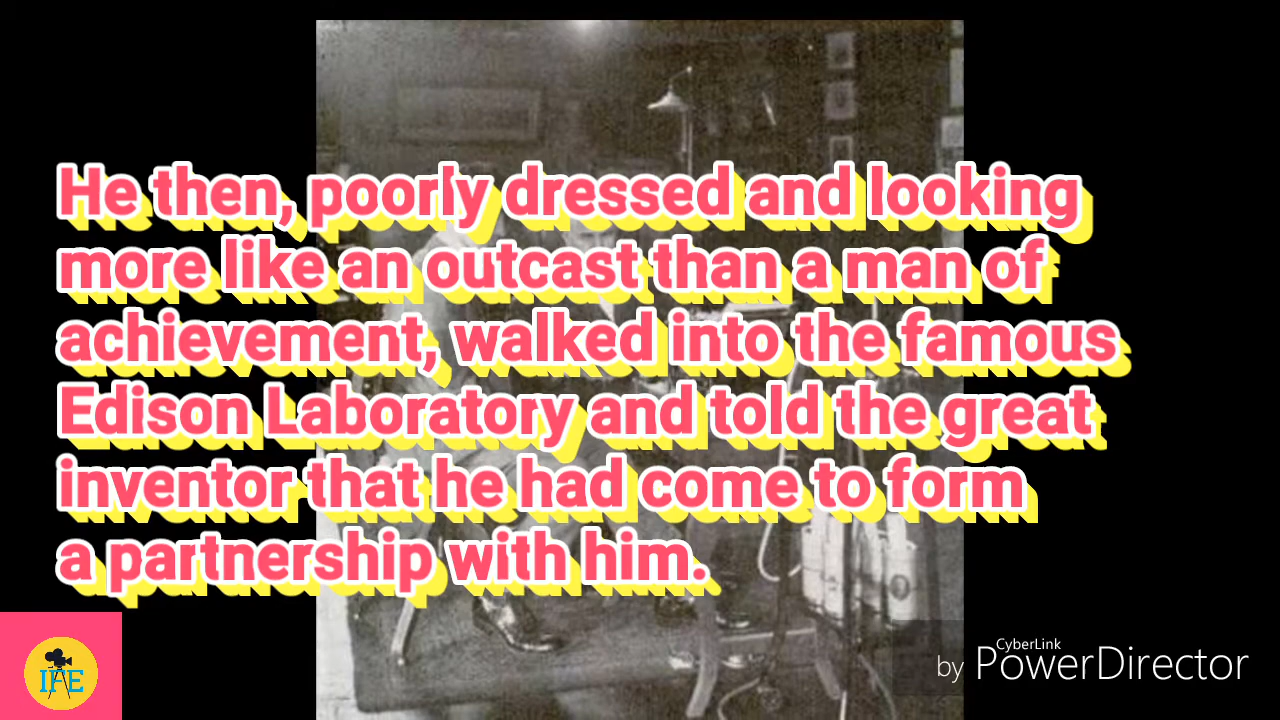 He then, poorly dressed and looking
more like an outcast than a man of
achievement, walked into the famous
Edison Laboratory and told the great
inventor that he had come to form
a partnership with him.
IFE
CyberLink
by PowerDirector